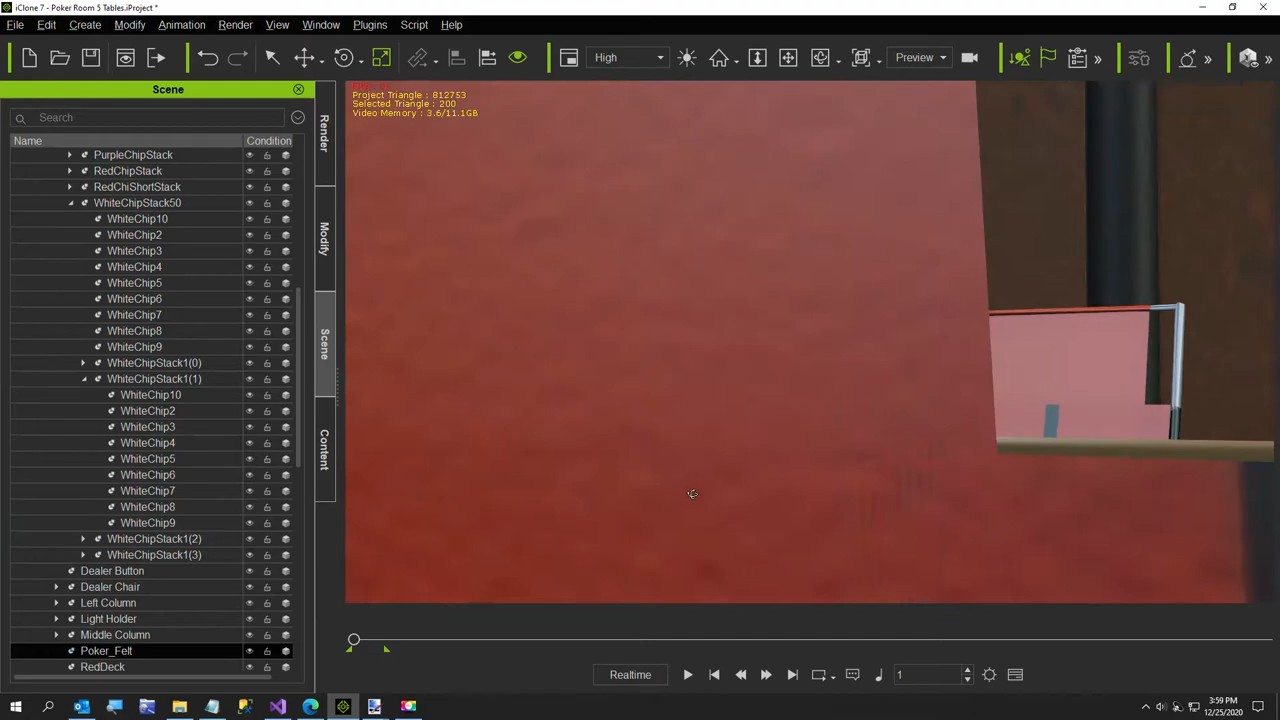 iClone 7 - Poker Room 5 Tables.iProject *
File Edit Create Modify Animation Render View Window Plugins Script Help
High
Preview
Scene
Search
Name Condition
PurpleChipStack
RedChipStack
RedChiShortStack
WhiteChipStack50
WhiteChip10
WhiteChip2
WhiteChip3
WhiteChip4
WhiteChip5
WhiteChip6
WhiteChip7
WhiteChip8
WhiteChip9
WhiteChipStack1(0)
WhiteChipStack1(1)
WhiteChip10
WhiteChip2
WhiteChip3
WhiteChip4
WhiteChip5
WhiteChip6
WhiteChip7
WhiteChip8
WhiteChip9
WhiteChipStack1(2)
WhiteChipStack1(3)
Dealer Button
Dealer Chair
Left Column
Light Holder
Middle Column
Poker_Felt
RedDeck
Render
Modify
Scene
Content
Project Triangle : 812753
Selected Triangle : 200
Video Memory : 3.6/11.1GB
Realtime
1
3:59 PM
12/25/2020